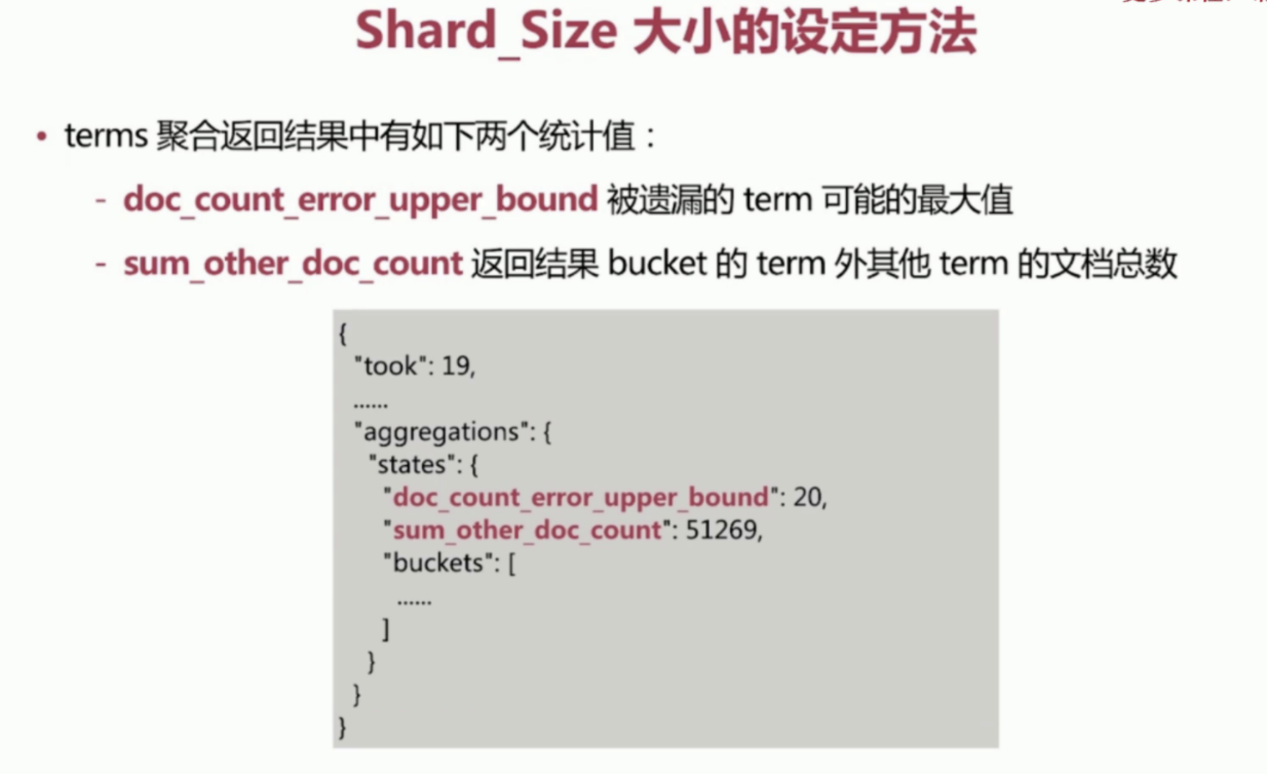 Shard_Size 大小的设定方法
• terms 聚合返回结果中有如下两个统计值：
- doc_count_error_upper_bound 被遗漏的 term 可能的最大值
- sum_other_doc_count 返回结果 bucket 的 term 外其他 term 的文档总数
{
"took": 19,
......
"aggregations": {
"states": {
"doc_count_error_upper_bound": 20,
"sum_other_doc_count": 51269,
"buckets": [
......
]
}
}
}